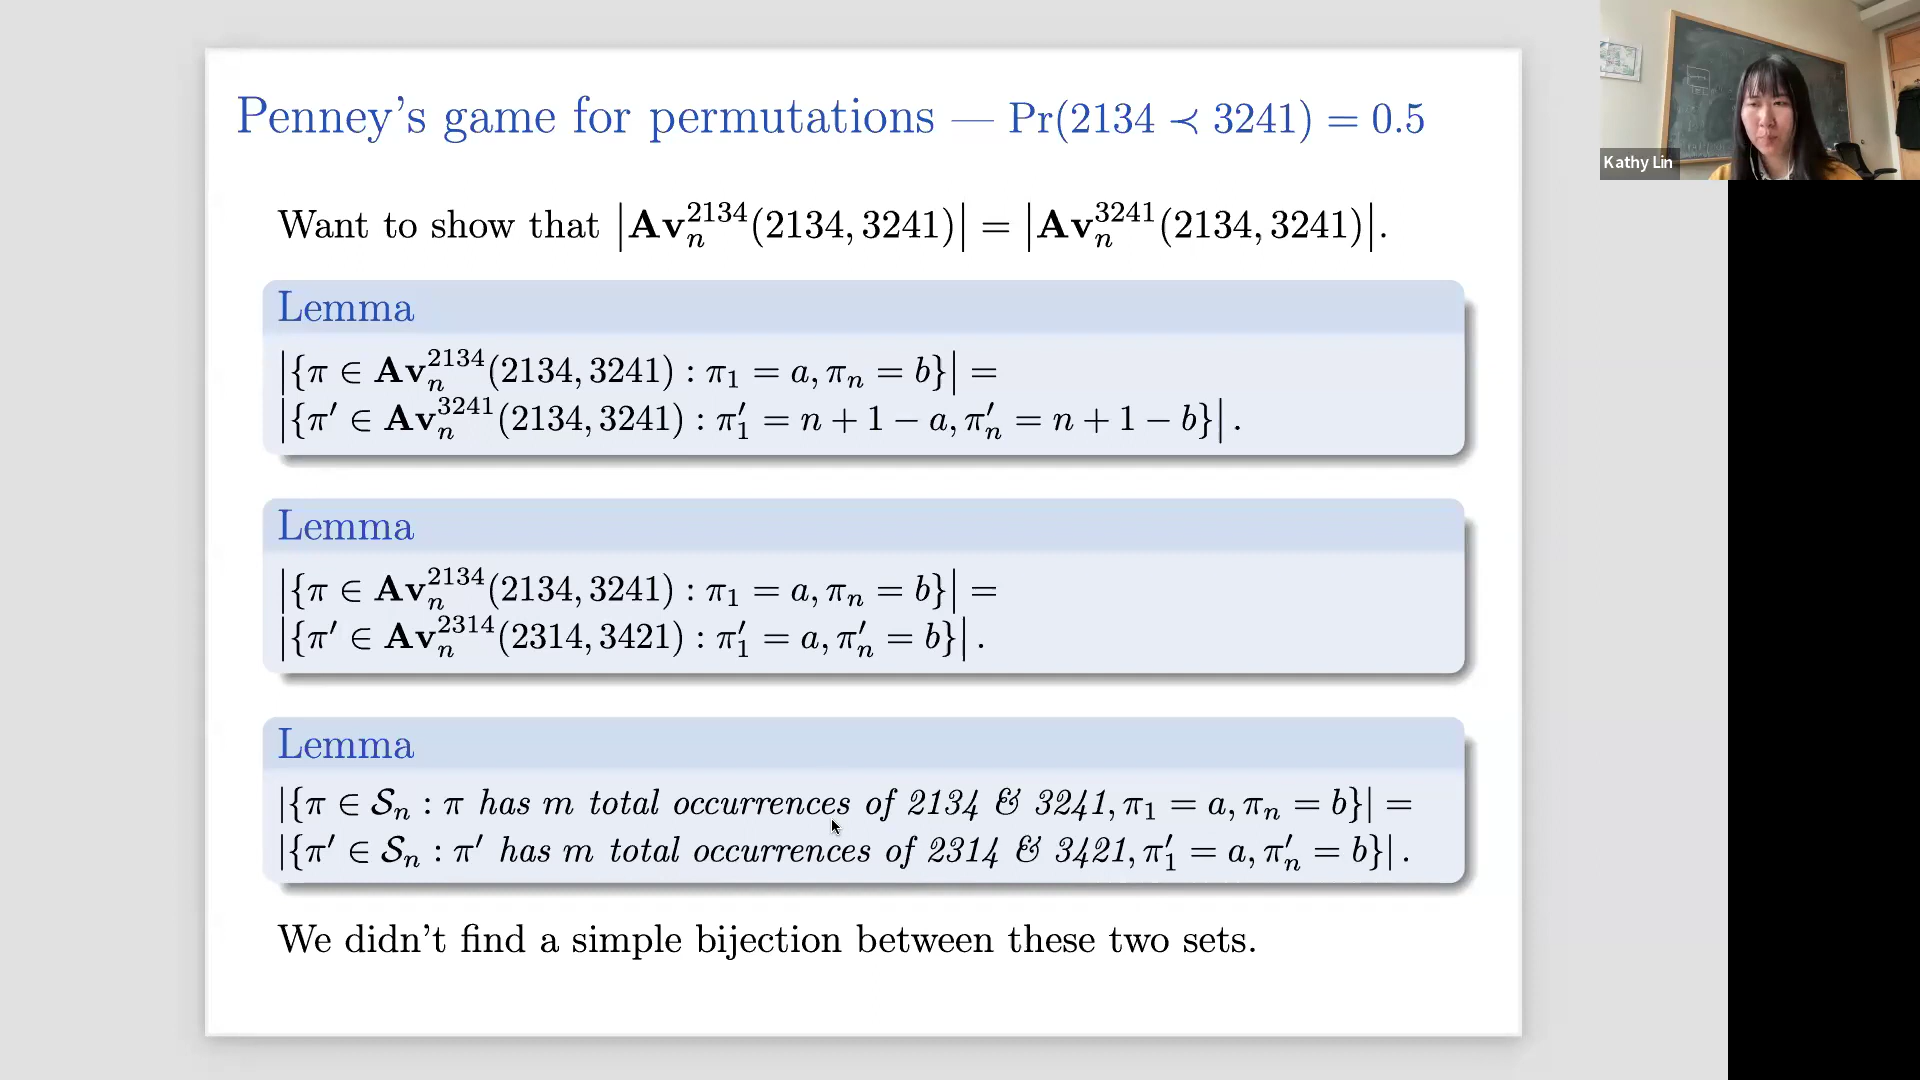 Penney's game for permutations — Pr(2134 ≺ 3241) = 0.5
Kathy Lin
Want to show that |Av_n^{2134}(2134, 3241)| = |Av_n^{3241}(2134, 3241)|.
Lemma
|{π ∈ Av_n^{2134}(2134, 3241) : π_1 = a, π_n = b}| =
|{π′ ∈ Av_n^{3241}(2134, 3241) : π′_1 = n + 1 − a, π′_n = n + 1 − b}|.
Lemma
|{π ∈ Av_n^{2134}(2134, 3241) : π_1 = a, π_n = b}| =
|{π′ ∈ Av_n^{2314}(2314, 3421) : π′_1 = a, π′_n = b}|.
Lemma
|{π ∈ S_n : π has m total occurrences of 2134 & 3241, π_1 = a, π_n = b}| =
|{π′ ∈ S_n : π′ has m total occurrences of 2314 & 3421, π′_1 = a, π′_n = b}|.
We didn't find a simple bijection between these two sets.